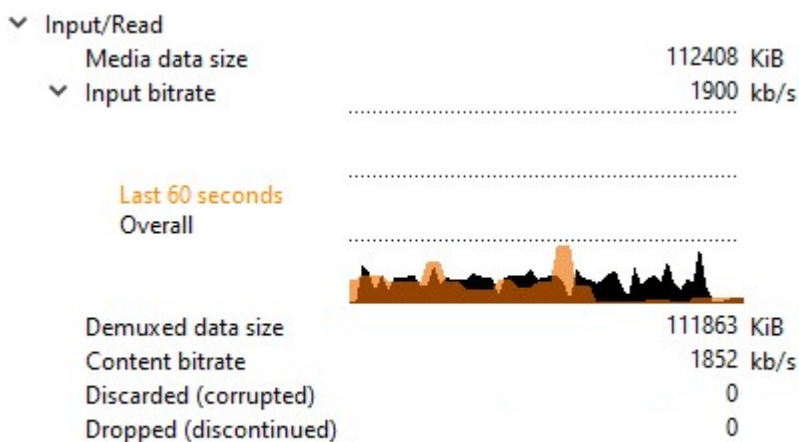 Input/Read
Media data size 112408 KiB
Input bitrate 1900 kb/s
Last 60 seconds
Overall
Demuxed data size 111863 KiB
Content bitrate 1852 kb/s
Discarded (corrupted) 0
Dropped (discontinued) 0